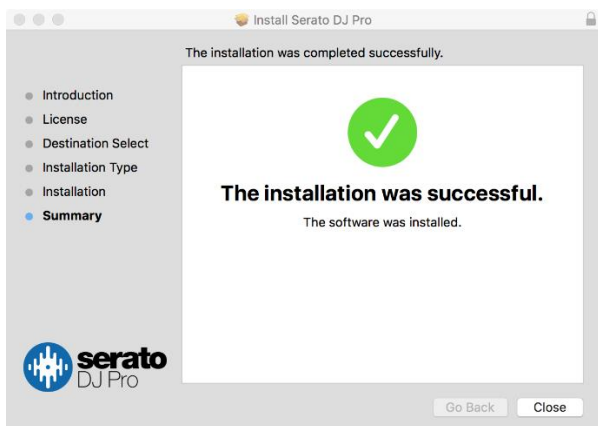 Install Serato DJ Pro
The installation was completed successfully.
Introduction
License
Destination Select
Installation Type
Installation
Summary
The installation was successful.
The software was installed.
serato
DJ Pro
Go Back
Close